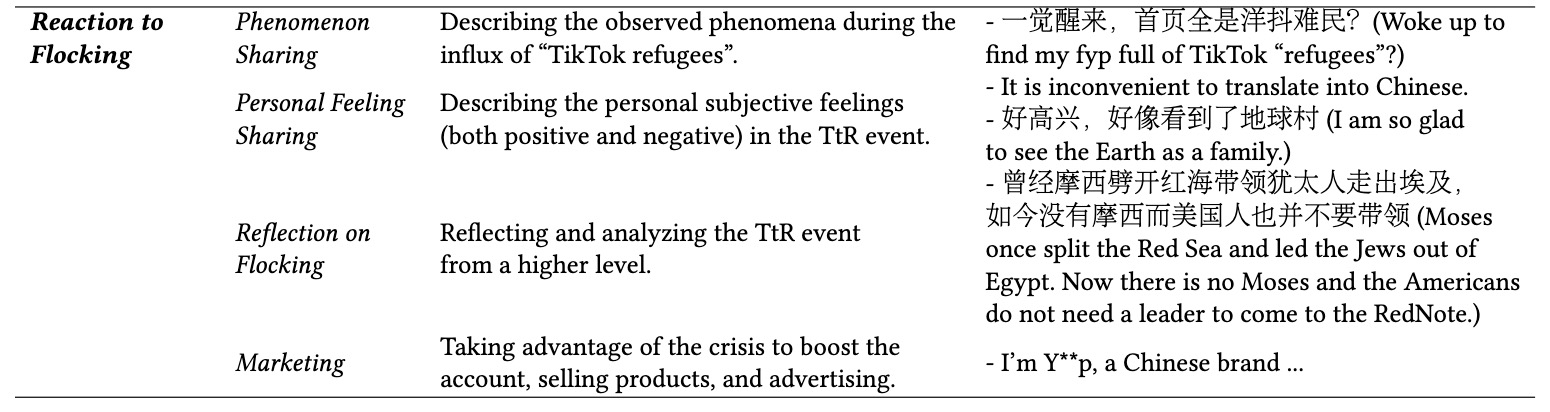 Reaction to
Flocking
Phenomenon
Sharing
Describing the observed phenomena during the
influx of “TikTok refugees”.
- 一觉醒来，首页全是洋抖难民？(Woke up to
find my fyp full of TikTok “refugees”?)
Personal Feeling
Sharing
Describing the personal subjective feelings
(both positive and negative) in the TtR event.
- It is inconvenient to translate into Chinese.
- 好高兴，好像看到了地球村 (I am so glad
to see the Earth as a family.)
Reflection on
Flocking
Reflecting and analyzing the TtR event
from a higher level.
- 曾经摩西劈开红海带领犹太人走出埃及，
如今没有摩西而美国人也并不要带领 (Moses
once split the Red Sea and led the Jews out of
Egypt. Now there is no Moses and the Americans
do not need a leader to come to the RedNote.)
Marketing
Taking advantage of the crisis to boost the
account, selling products, and advertising.
- I’m Y**p, a Chinese brand ...